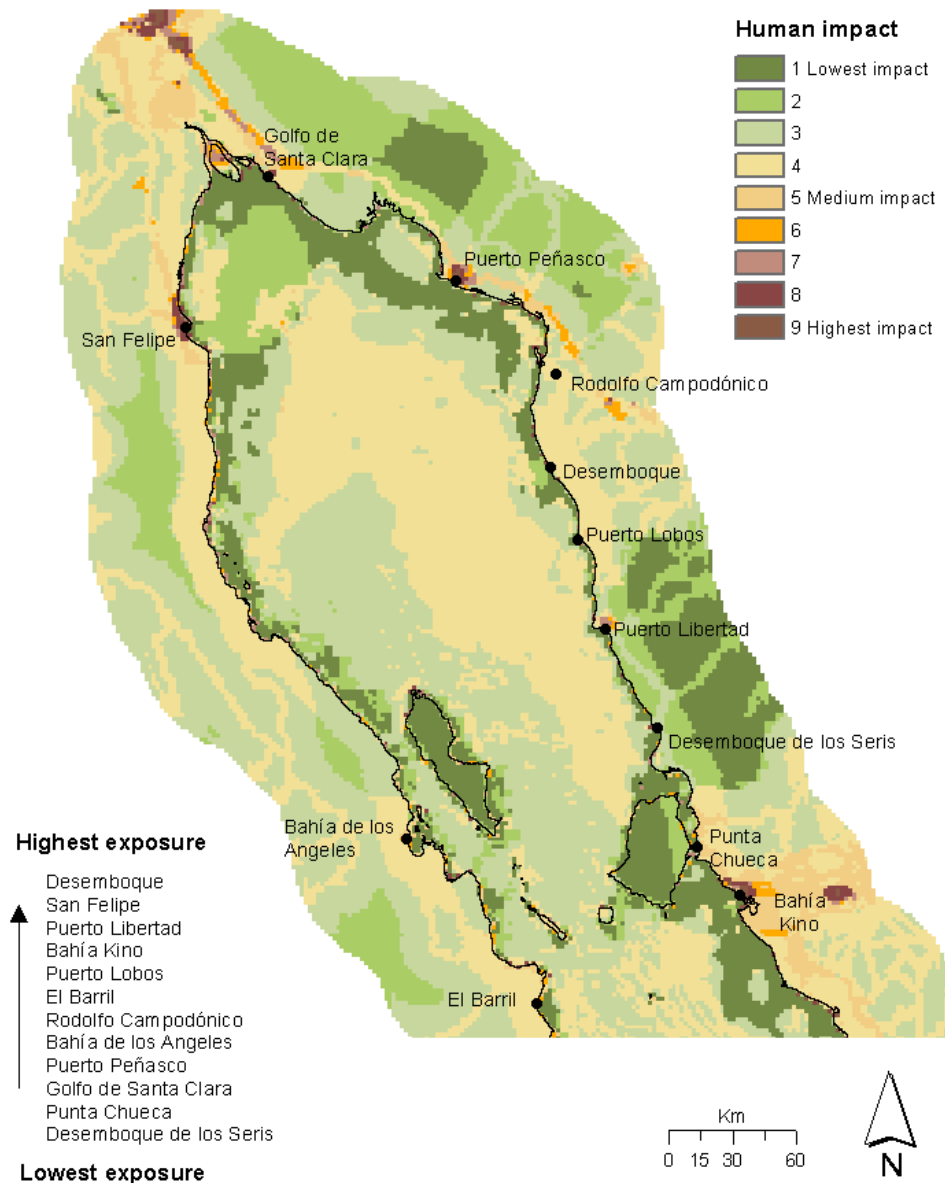 Human impact
1 Lowest impact
2
3
4
5 Medium impact
6
7
8
9 Highest impact
Golfo de
Santa Clara
Puerto Peñasco
San Felipe
Rodolfo Campodónico
Desemboque
Puerto Lobos
Puerto Libertad
Desemboque de los Seris
Bahía de los
Angeles
Punta
Chueca
Bahía
Kino
El Barril
Highest exposure
Desemboque
San Felipe
Puerto Libertad
Bahía Kino
Puerto Lobos
El Barril
Rodolfo Campodónico
Bahía de los Angeles
Puerto Peñasco
Golfo de Santa Clara
Punta Chueca
Desemboque de los Seris
Lowest exposure
Km
0 15 30 60
N